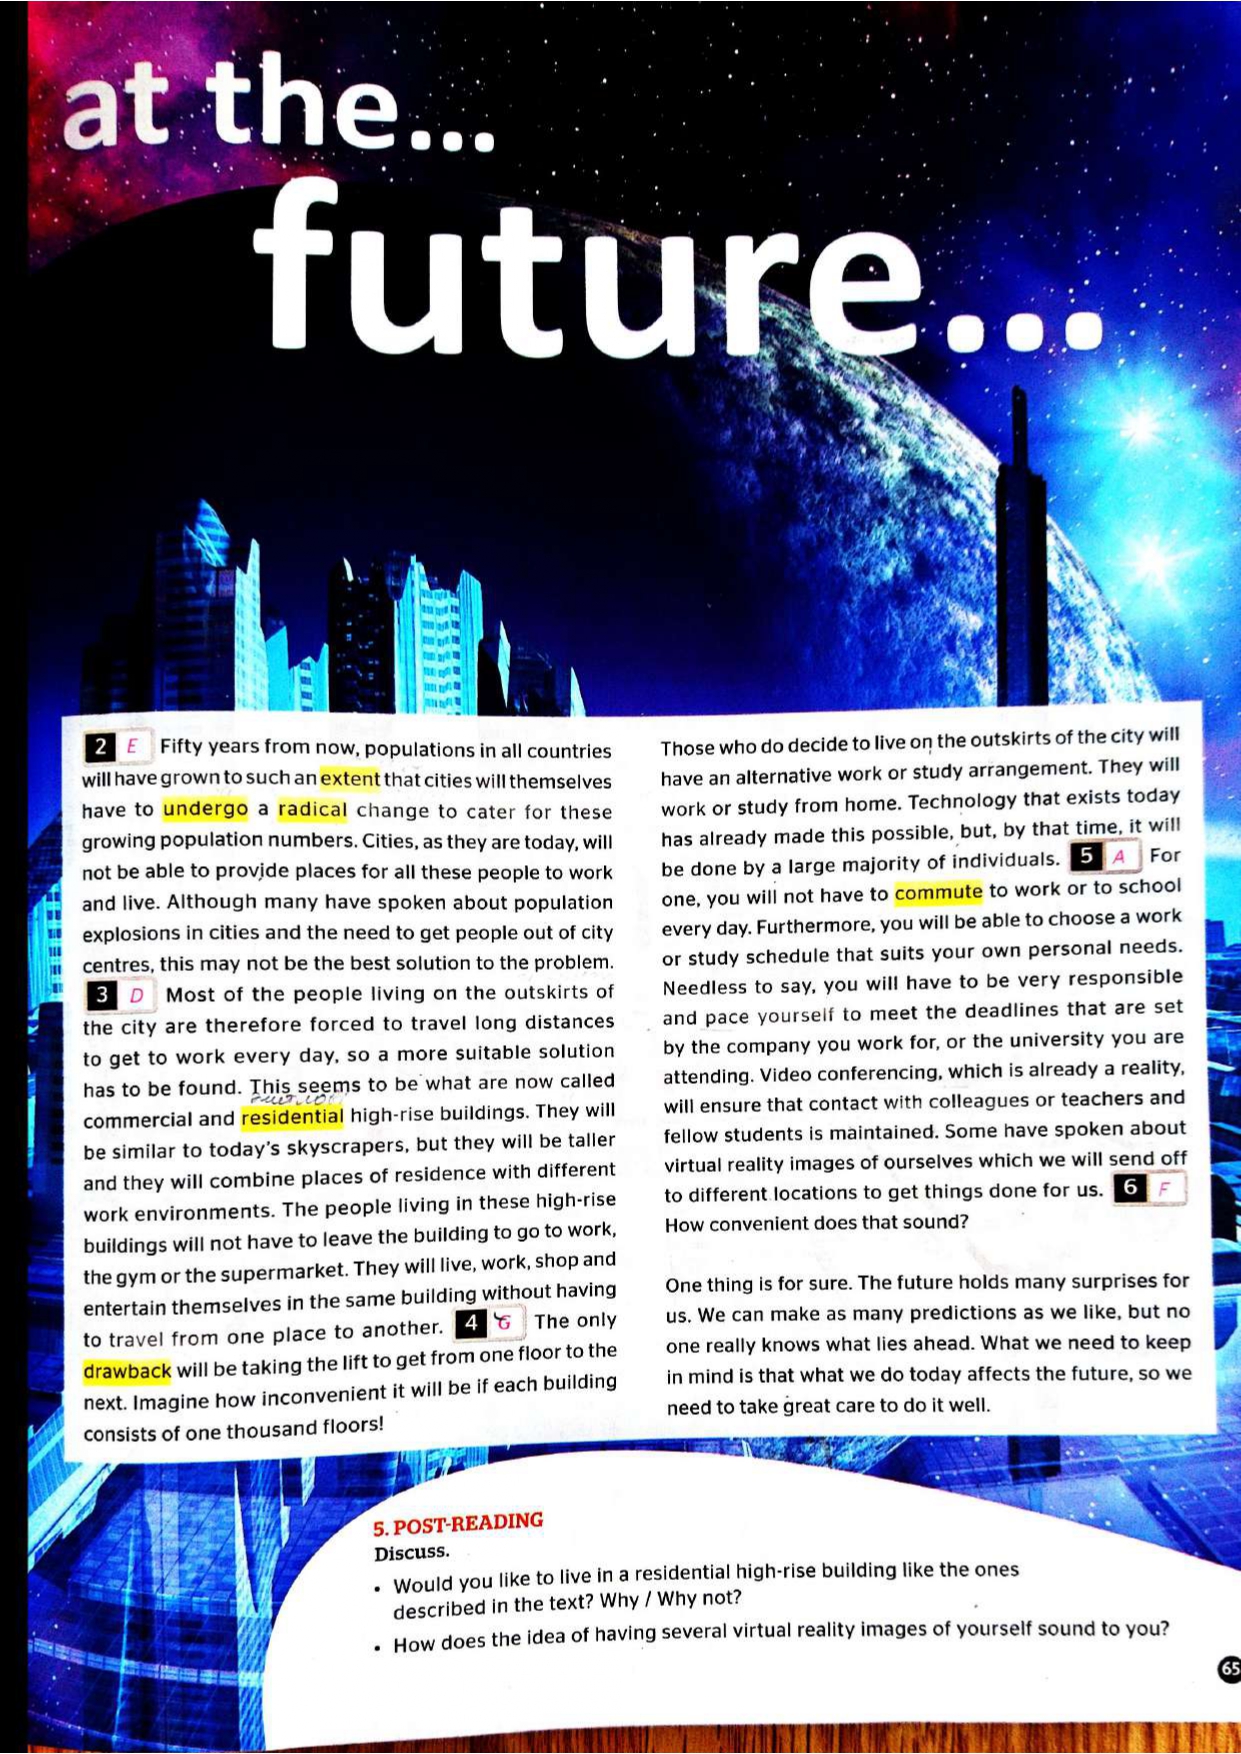 at the...
future...
2 E Fifty years from now, populations in all countries
will have grown to such an extent that cities will themselves
have to undergo a radical change to cater for these
growing population numbers. Cities, as they are today, will
not be able to provide places for all these people to work
and live. Although many have spoken about population
explosions in cities and the need to get people out of city
centres, this may not be the best solution to the problem.
3 D Most of the people living on the outskirts of
the city are therefore forced to travel long distances
to get to work every day, so a more suitable solution
has to be found. This seems to be what are now called
commercial and residential high-rise buildings. They will
be similar to today's skyscrapers, but they will be taller
and they will combine places of residence with different
work environments. The people living in these high-rise
buildings will not have to leave the building to go to work,
the gym or the supermarket. They will live, work, shop and
entertain themselves in the same building without having
to travel from one place to another. 4 G The only
drawback will be taking the lift to get from one floor to the
next. Imagine how inconvenient it will be if each building
consists of one thousand floors!
Those who do decide to live on the outskirts of the city will
have an alternative work or study arrangement. They will
work or study from home. Technology that exists today
has already made this possible, but, by that time, it will
be done by a large majority of individuals. 5 A For
one, you will not have to commute to work or to school
every day. Furthermore, you will be able to choose a work
or study schedule that suits your own personal needs.
Needless to say, you will have to be very responsible
and pace yourself to meet the deadlines that are set
by the company you work for, or the university you are
attending. Video conferencing, which is already a reality,
will ensure that contact with colleagues or teachers and
fellow students is maintained. Some have spoken about
virtual reality images of ourselves which we will send off
to different locations to get things done for us. 6 F
How convenient does that sound?
One thing is for sure. The future holds many surprises for
us. We can make as many predictions as we like, but no
one really knows what lies ahead. What we need to keep
in mind is that what we do today affects the future, so we
need to take great care to do it well.
5. POST-READING
Discuss.
• Would you like to live in a residential high-rise building like the ones
described in the text? Why / Why not?
• How does the idea of having several virtual reality images of yourself sound to you?
65